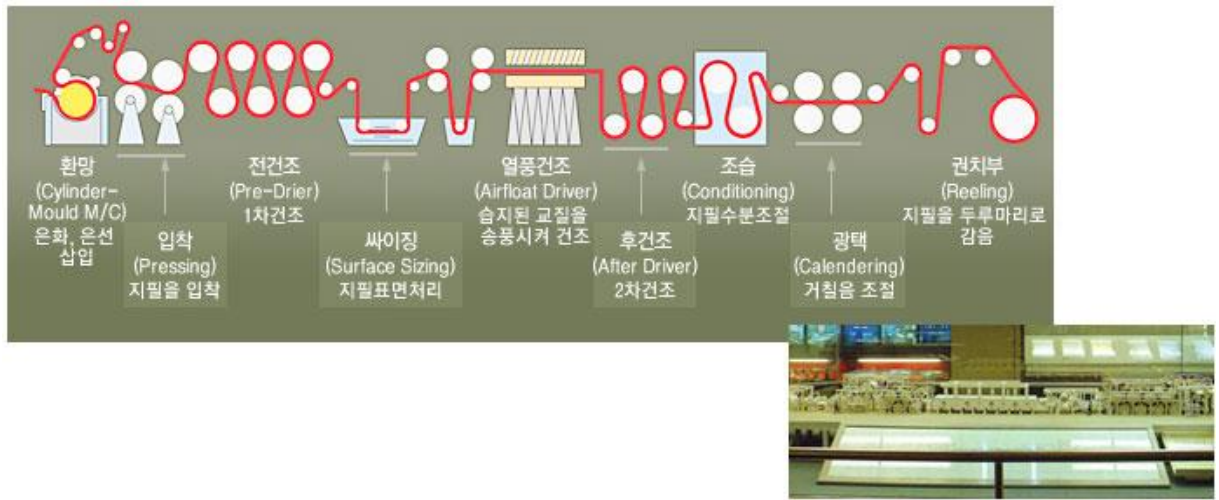 환망
(Cylinder-
Mould M/C)
은화, 은선
삽입
입착
(Pressing)
지필을 입착
전건조
(Pre-Drier)
1차건조
싸이징
(Surface Sizing)
지필표면처리
열풍건조
(Airfloat Driver)
습지된 교질을
송풍시켜 건조
후건조
(After Driver)
2차건조
조습
(Conditioning)
지필수분조절
광택
(Calendering)
거칠음 조절
권치부
(Reeling)
지필을 두루마리로
감음